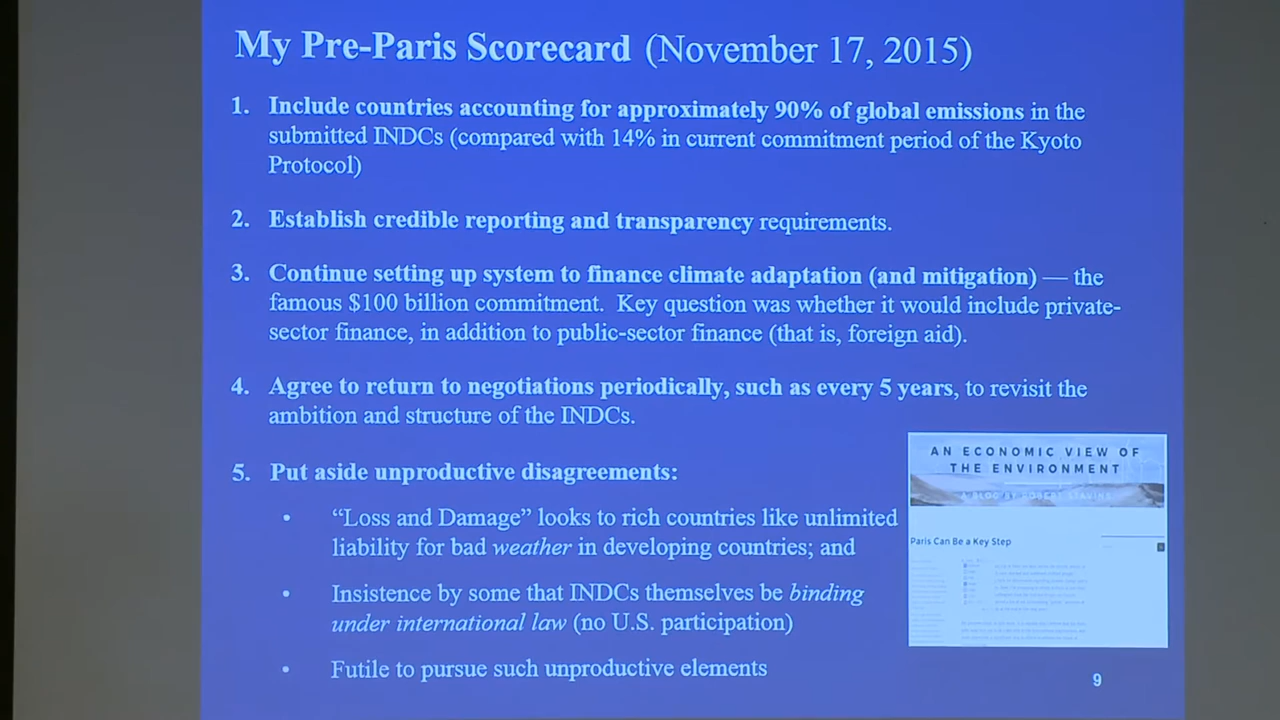 My Pre-Paris Scorecard (November 17, 2015)
1. Include countries accounting for approximately 90% of global emissions in the
submitted INDCs (compared with 14% in current commitment period of the Kyoto
Protocol)
2. Establish credible reporting and transparency requirements.
3. Continue setting up system to finance climate adaptation (and mitigation) — the
famous $100 billion commitment. Key question was whether it would include private-
sector finance, in addition to public-sector finance (that is, foreign aid).
4. Agree to return to negotiations periodically, such as every 5 years, to revisit the
ambition and structure of the INDCs.
5. Put aside unproductive disagreements:
• “Loss and Damage” looks to rich countries like unlimited
liability for bad weather in developing countries; and
• Insistence by some that INDCs themselves be binding
under international law (no U.S. participation)
• Futile to pursue such unproductive elements
AN ECONOMIC VIEW OF
THE ENVIRONMENT
A BLOG BY ROBERT STAVINS
Paris Can Be a Key Step
9